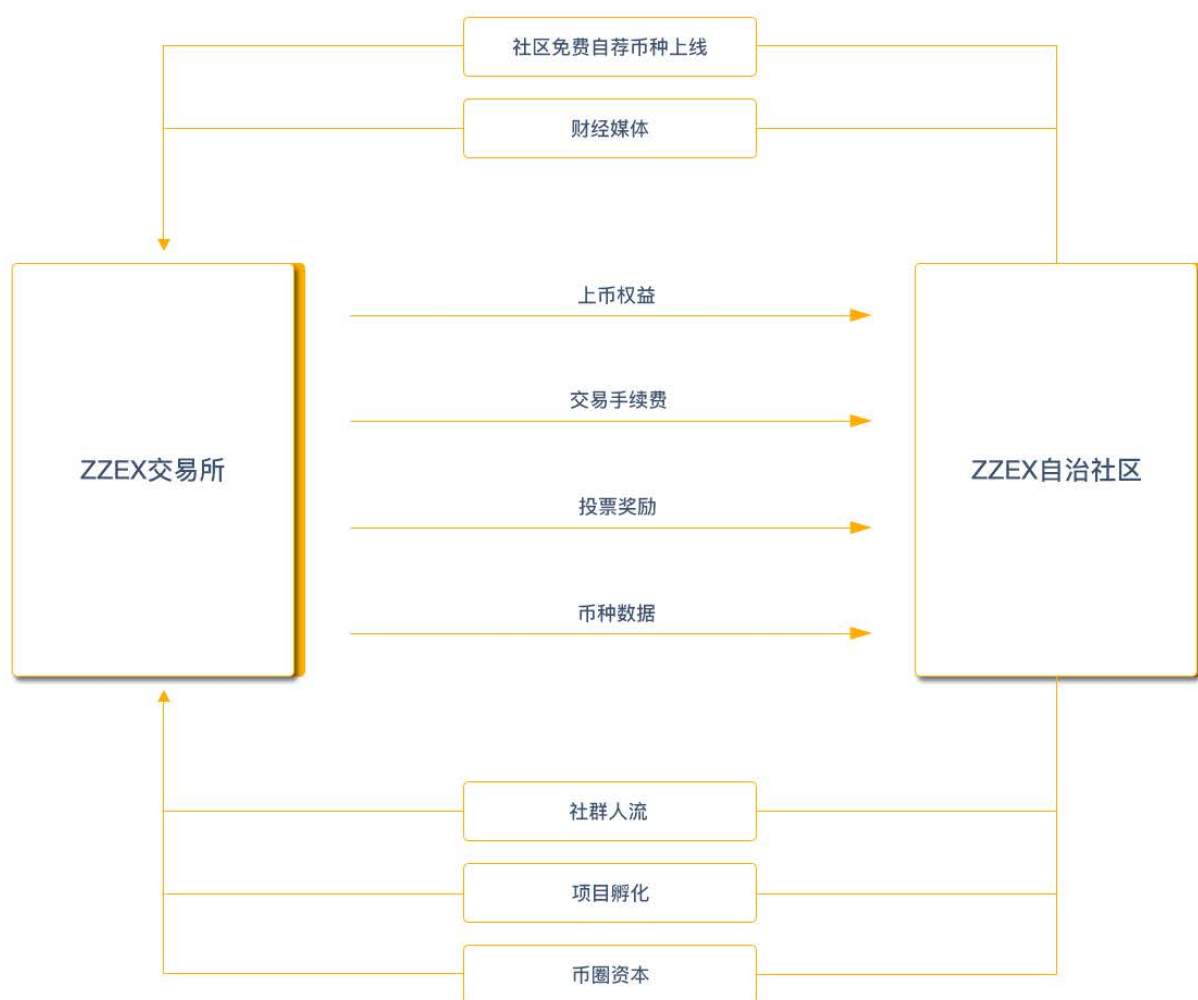 社区免费自荐币种上线
财经媒体
上币权益
交易手续费
ZZEX交易所
ZZEX自治社区
投票奖励
币种数据
社群人流
项目孵化
币圈资本